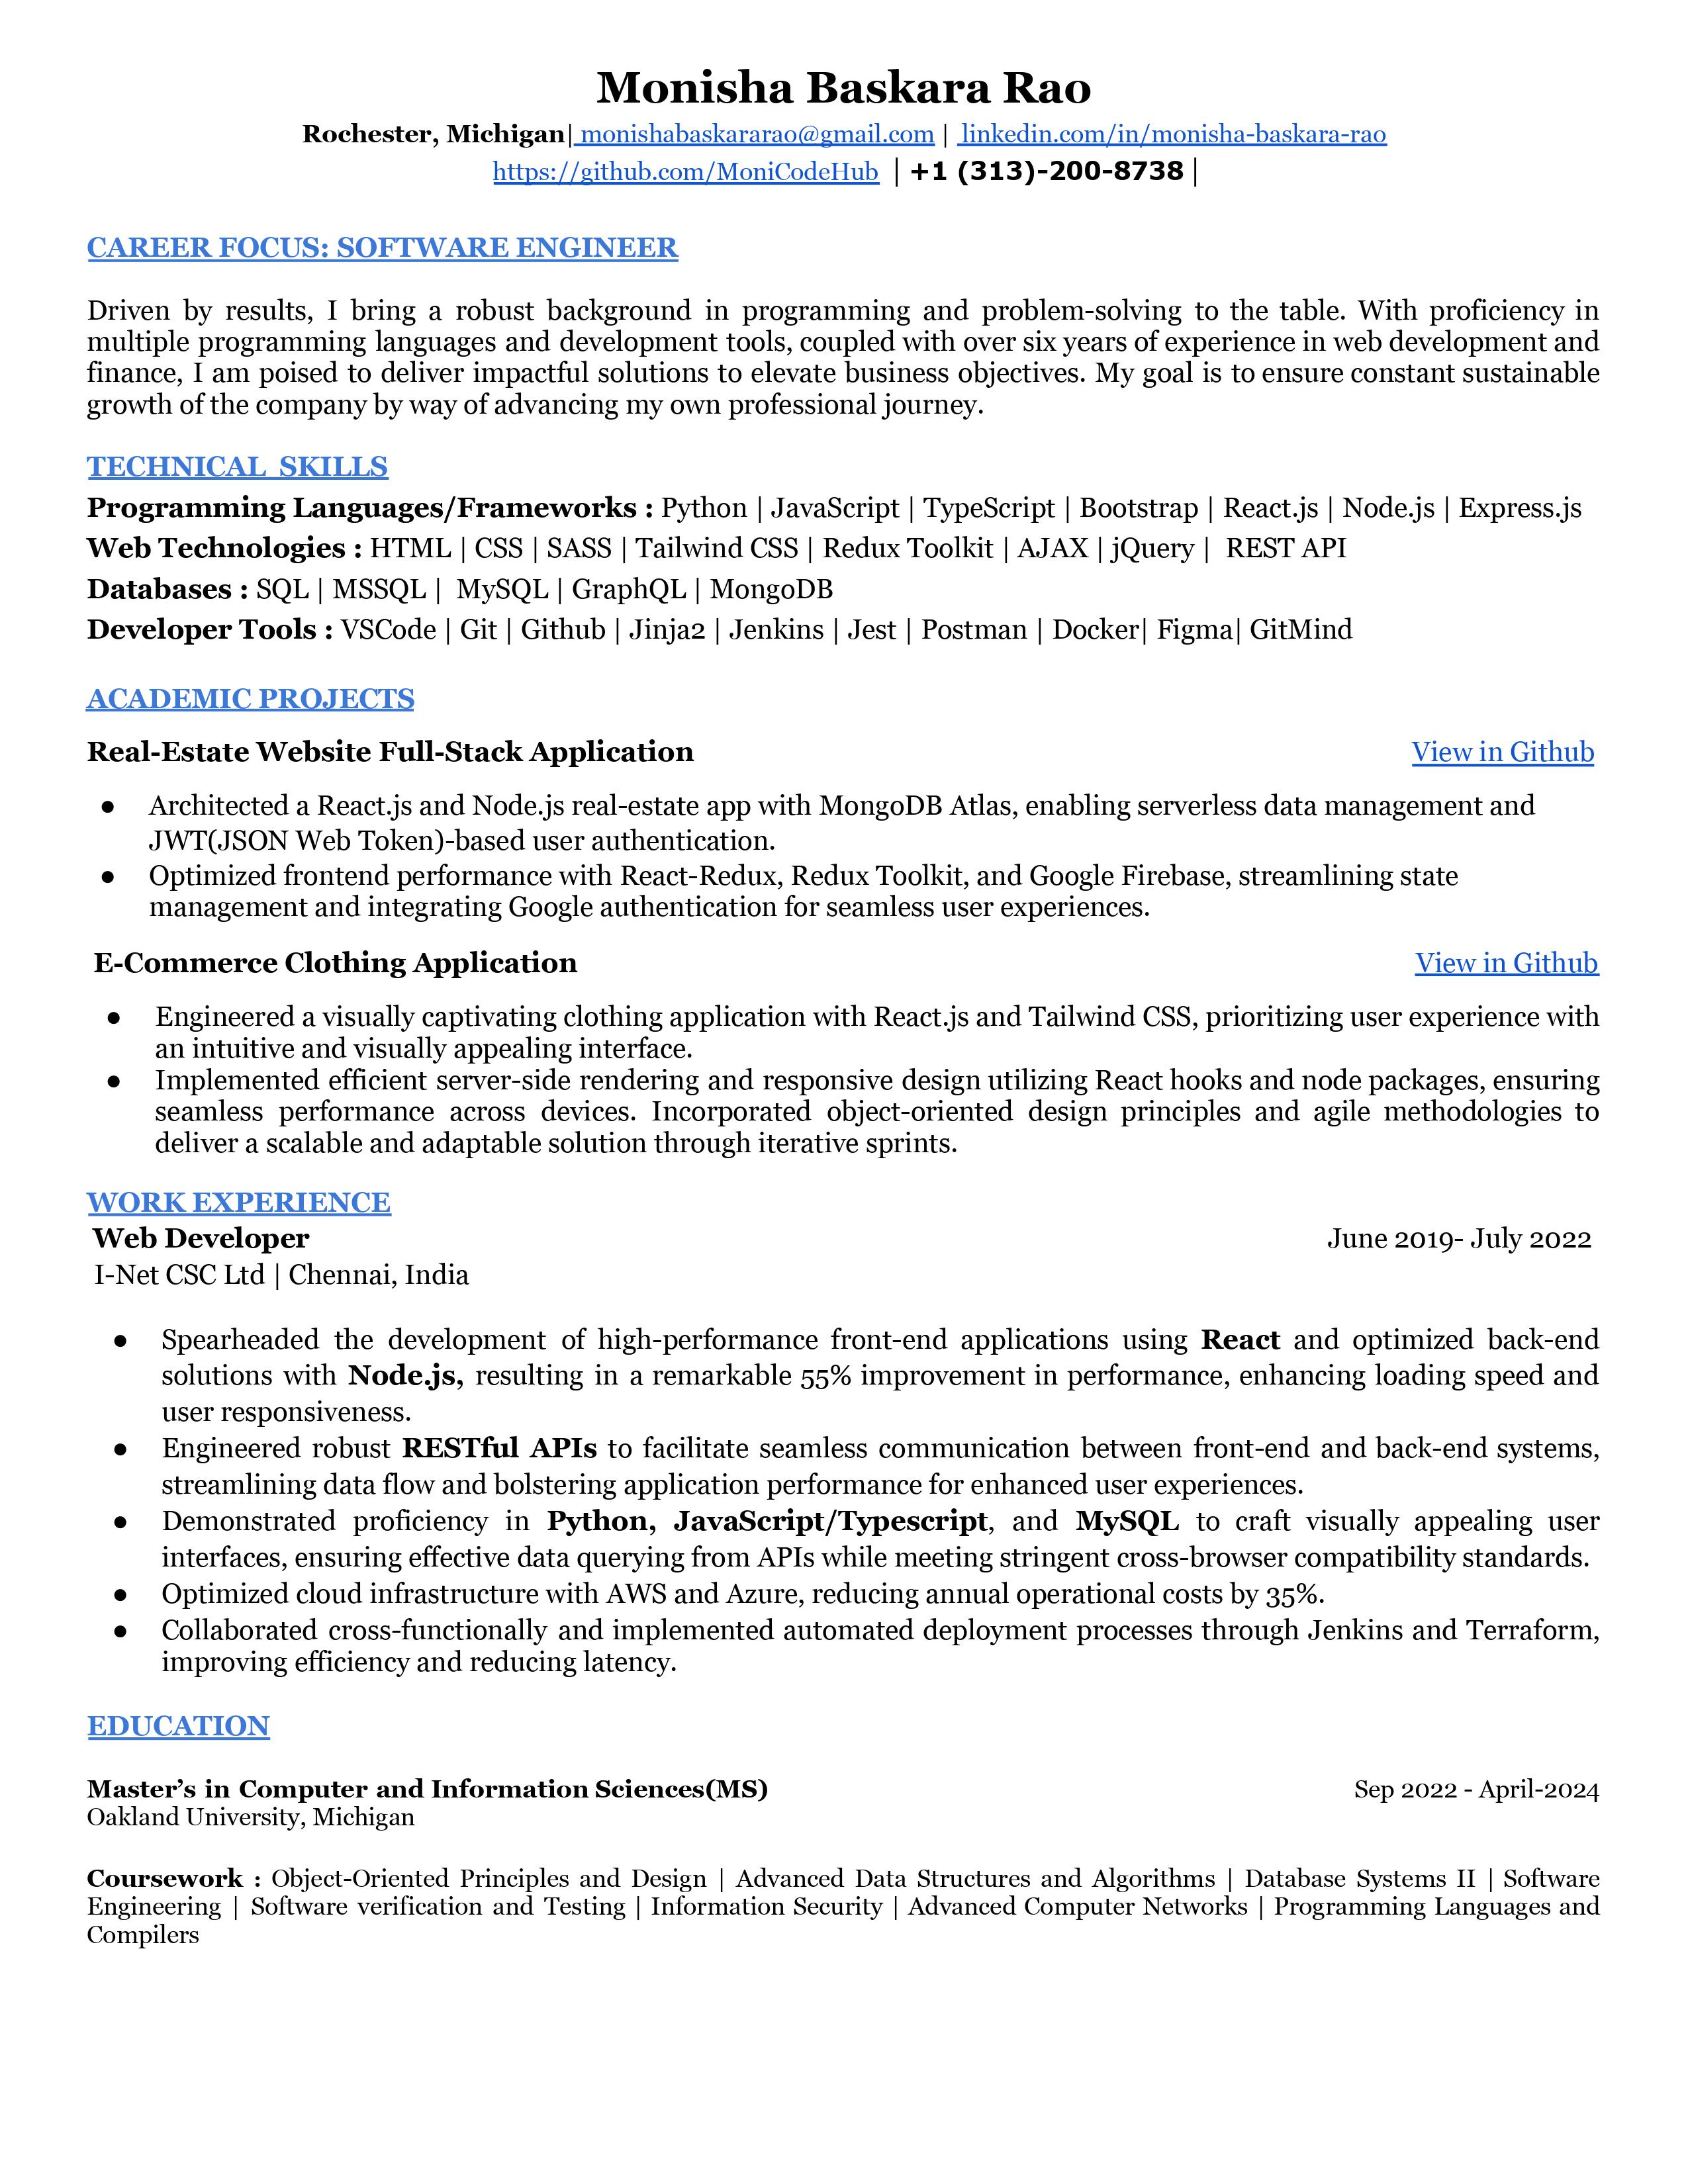 Monisha Baskara Rao
Rochester, Michigan| monishabaskararao@gmail.com | linkedin.com/in/monisha-baskara-rao
https://github.com/MoniCodeHub | +1 (313)-200-8738 |
CAREER FOCUS: SOFTWARE ENGINEER
Driven by results, I bring a robust background in programming and problem-solving to the table. With proficiency in
multiple programming languages and development tools, coupled with over six years of experience in web development and
finance, I am poised to deliver impactful solutions to elevate business objectives. My goal is to ensure constant sustainable
growth of the company by way of advancing my own professional journey.
TECHNICAL SKILLS
Programming Languages/Frameworks : Python | JavaScript | TypeScript | Bootstrap | React.js | Node.js | Express.js
Web Technologies : HTML | CSS | SASS | Tailwind CSS | Redux Toolkit | AJAX | jQuery | REST API
Databases : SQL | MSSQL | MySQL | GraphQL | MongoDB
Developer Tools : VSCode | Git | Github | Jinja2 | Jenkins | Jest | Postman | Docker| Figma| GitMind
ACADEMIC PROJECTS
Real-Estate Website Full-Stack Application View in Github
● Architected a React.js and Node.js real-estate app with MongoDB Atlas, enabling serverless data management and
JWT(JSON Web Token)-based user authentication.
● Optimized frontend performance with React-Redux, Redux Toolkit, and Google Firebase, streamlining state
management and integrating Google authentication for seamless user experiences.
E-Commerce Clothing Application View in Github
● Engineered a visually captivating clothing application with React.js and Tailwind CSS, prioritizing user experience with
an intuitive and visually appealing interface.
● Implemented efficient server-side rendering and responsive design utilizing React hooks and node packages, ensuring
seamless performance across devices. Incorporated object-oriented design principles and agile methodologies to
deliver a scalable and adaptable solution through iterative sprints.
WORK EXPERIENCE
Web Developer June 2019- July 2022
I-Net CSC Ltd | Chennai, India
● Spearheaded the development of high-performance front-end applications using React and optimized back-end
solutions with Node.js, resulting in a remarkable 55% improvement in performance, enhancing loading speed and
user responsiveness.
● Engineered robust RESTful APIs to facilitate seamless communication between front-end and back-end systems,
streamlining data flow and bolstering application performance for enhanced user experiences.
● Demonstrated proficiency in Python, JavaScript/Typescript, and MySQL to craft visually appealing user
interfaces, ensuring effective data querying from APIs while meeting stringent cross-browser compatibility standards.
● Optimized cloud infrastructure with AWS and Azure, reducing annual operational costs by 35%.
● Collaborated cross-functionally and implemented automated deployment processes through Jenkins and Terraform,
improving efficiency and reducing latency.
EDUCATION
Master’s in Computer and Information Sciences(MS) Sep 2022 - April-2024
Oakland University, Michigan
Coursework : Object-Oriented Principles and Design | Advanced Data Structures and Algorithms | Database Systems II | Software
Engineering | Software verification and Testing | Information Security | Advanced Computer Networks | Programming Languages and
Compilers